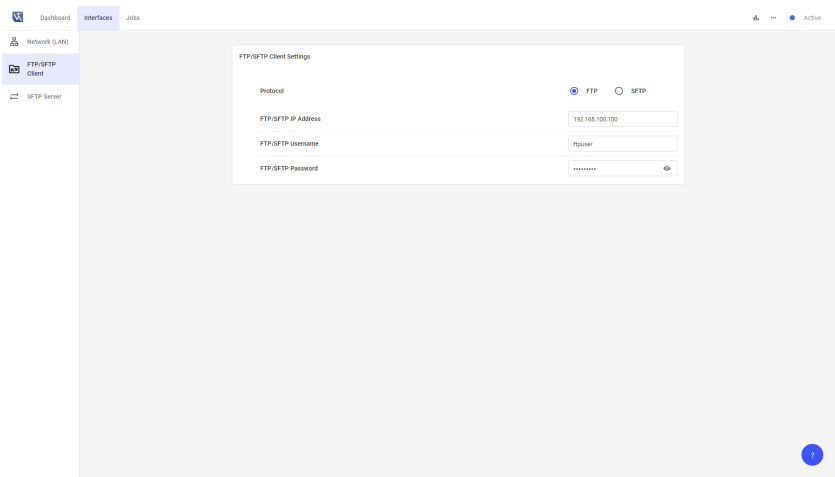 Dashboard
Interfaces
Jobs
Active
Network (LAN)
FTP/SFTP
Client
SFTP Server
FTP/SFTP Client Settings
Protocol
FTP
SFTP
FTP/SFTP IP Address
192.168.100.100
FTP/SFTP Username
ftpuser
FTP/SFTP Password
•••••••••
?